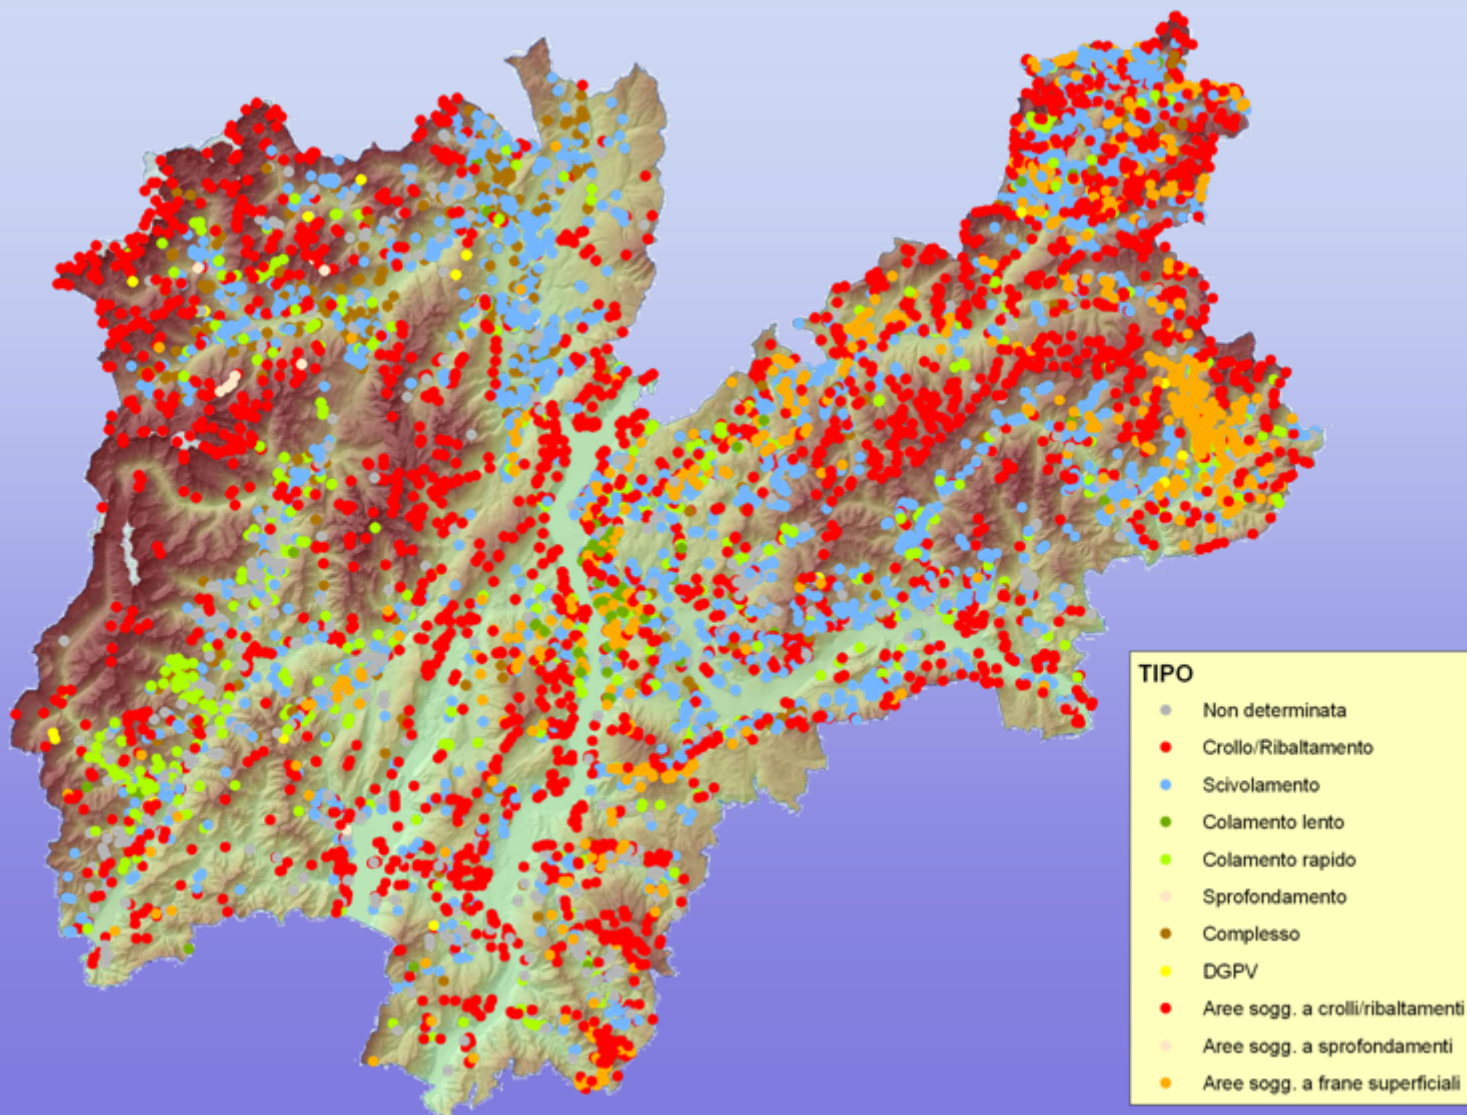 TIPO
Non determinata
Crollo/Ribaltamento
Scivolamento
Colamento lento
Colamento rapido
Sprofondamento
Complesso
DGPV
Aree sogg. a crolli/ribaltamenti
Aree sogg. a sprofondamenti
Aree sogg. a frane superficiali